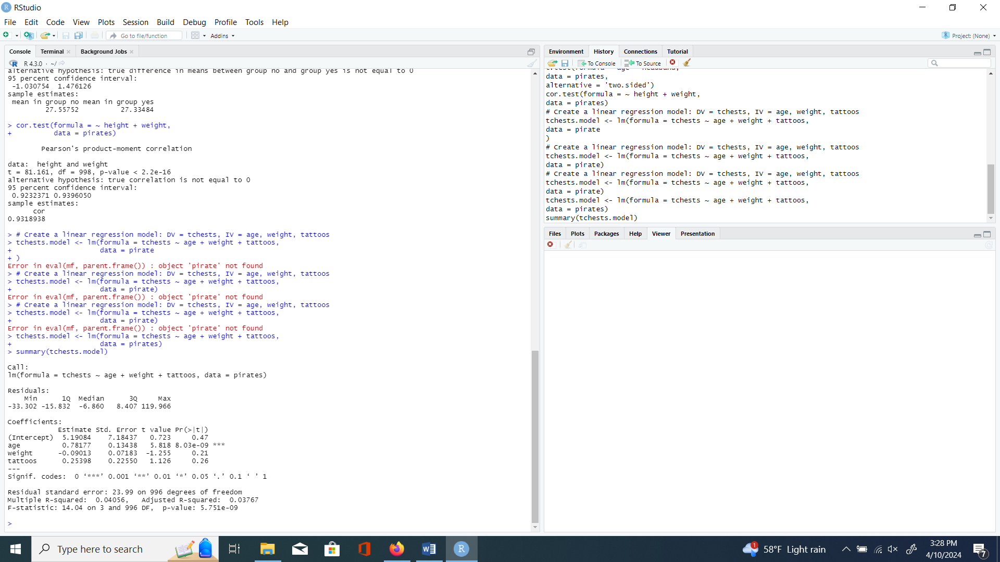 RStudio
File Edit Code View Plots Session Build Debug Profile Tools Help
Go to file/function Addins Project: (None)
Console Terminal Background Jobs
R 4.3.0 · ~/
alternative hypothesis: true difference in means between group no and group yes is not equal to 0
95 percent confidence interval:
-1.030754 1.476126
sample estimates:
mean in group no mean in group yes
27.55752 27.33484
> cor.test(formula = ~ height + weight,
+ data = pirates)
Pearson's product-moment correlation
data: height and weight
t = 81.161, df = 998, p-value < 2.2e-16
alternative hypothesis: true correlation is not equal to 0
95 percent confidence interval:
0.9232371 0.9396050
sample estimates:
cor
0.9318938
> # Create a linear regression model: DV = tchests, IV = age, weight, tattoos
> tchests.model <- lm(formula = tchests ~ age + weight + tattoos,
+ data = pirate
+ )
Error in eval(mf, parent.frame()) : object 'pirate' not found
> # Create a linear regression model: DV = tchests, IV = age, weight, tattoos
> tchests.model <- lm(formula = tchests ~ age + weight + tattoos,
+ data = pirate)
Error in eval(mf, parent.frame()) : object 'pirate' not found
> # Create a linear regression model: DV = tchests, IV = age, weight, tattoos
> tchests.model <- lm(formula = tchests ~ age + weight + tattoos,
+ data = pirate)
Error in eval(mf, parent.frame()) : object 'pirate' not found
> tchests.model <- lm(formula = tchests ~ age + weight + tattoos,
+ data = pirates)
> summary(tchests.model)
Call:
lm(formula = tchests ~ age + weight + tattoos, data = pirates)
Residuals:
Min 1Q Median 3Q Max
-33.302 -15.832 -6.860 8.407 119.966
Coefficients:
Estimate Std. Error t value Pr(>|t|)
(Intercept) 5.19084 7.18437 0.723 0.47
age 0.78177 0.13438 5.818 8.03e-09 ***
weight -0.09013 0.07183 -1.255 0.21
tattoos 0.25398 0.22550 1.126 0.26
---
Signif. codes: 0 ‘***’ 0.001 ‘**’ 0.01 ‘*’ 0.05 ‘.’ 0.1 ‘ ’ 1
Residual standard error: 23.99 on 996 degrees of freedom
Multiple R-squared: 0.04056, Adjusted R-squared: 0.03767
F-statistic: 14.04 on 3 and 996 DF, p-value: 5.751e-09
>
Environment History Connections Tutorial
To Console To Source
t.test(formula = age ~ headband,
data = pirates,
alternative = 'two.sided')
cor.test(formula = ~ height + weight,
data = pirates)
# Create a linear regression model: DV = tchests, IV = age, weight, tattoos
tchests.model <- lm(formula = tchests ~ age + weight + tattoos,
data = pirate
)
# Create a linear regression model: DV = tchests, IV = age, weight, tattoos
tchests.model <- lm(formula = tchests ~ age + weight + tattoos,
data = pirate)
# Create a linear regression model: DV = tchests, IV = age, weight, tattoos
tchests.model <- lm(formula = tchests ~ age + weight + tattoos,
data = pirate)
tchests.model <- lm(formula = tchests ~ age + weight + tattoos,
data = pirates)
summary(tchests.model)
Files Plots Packages Help Viewer Presentation
Type here to search
1
58°F Light rain
3:28 PM
4/10/2024
7